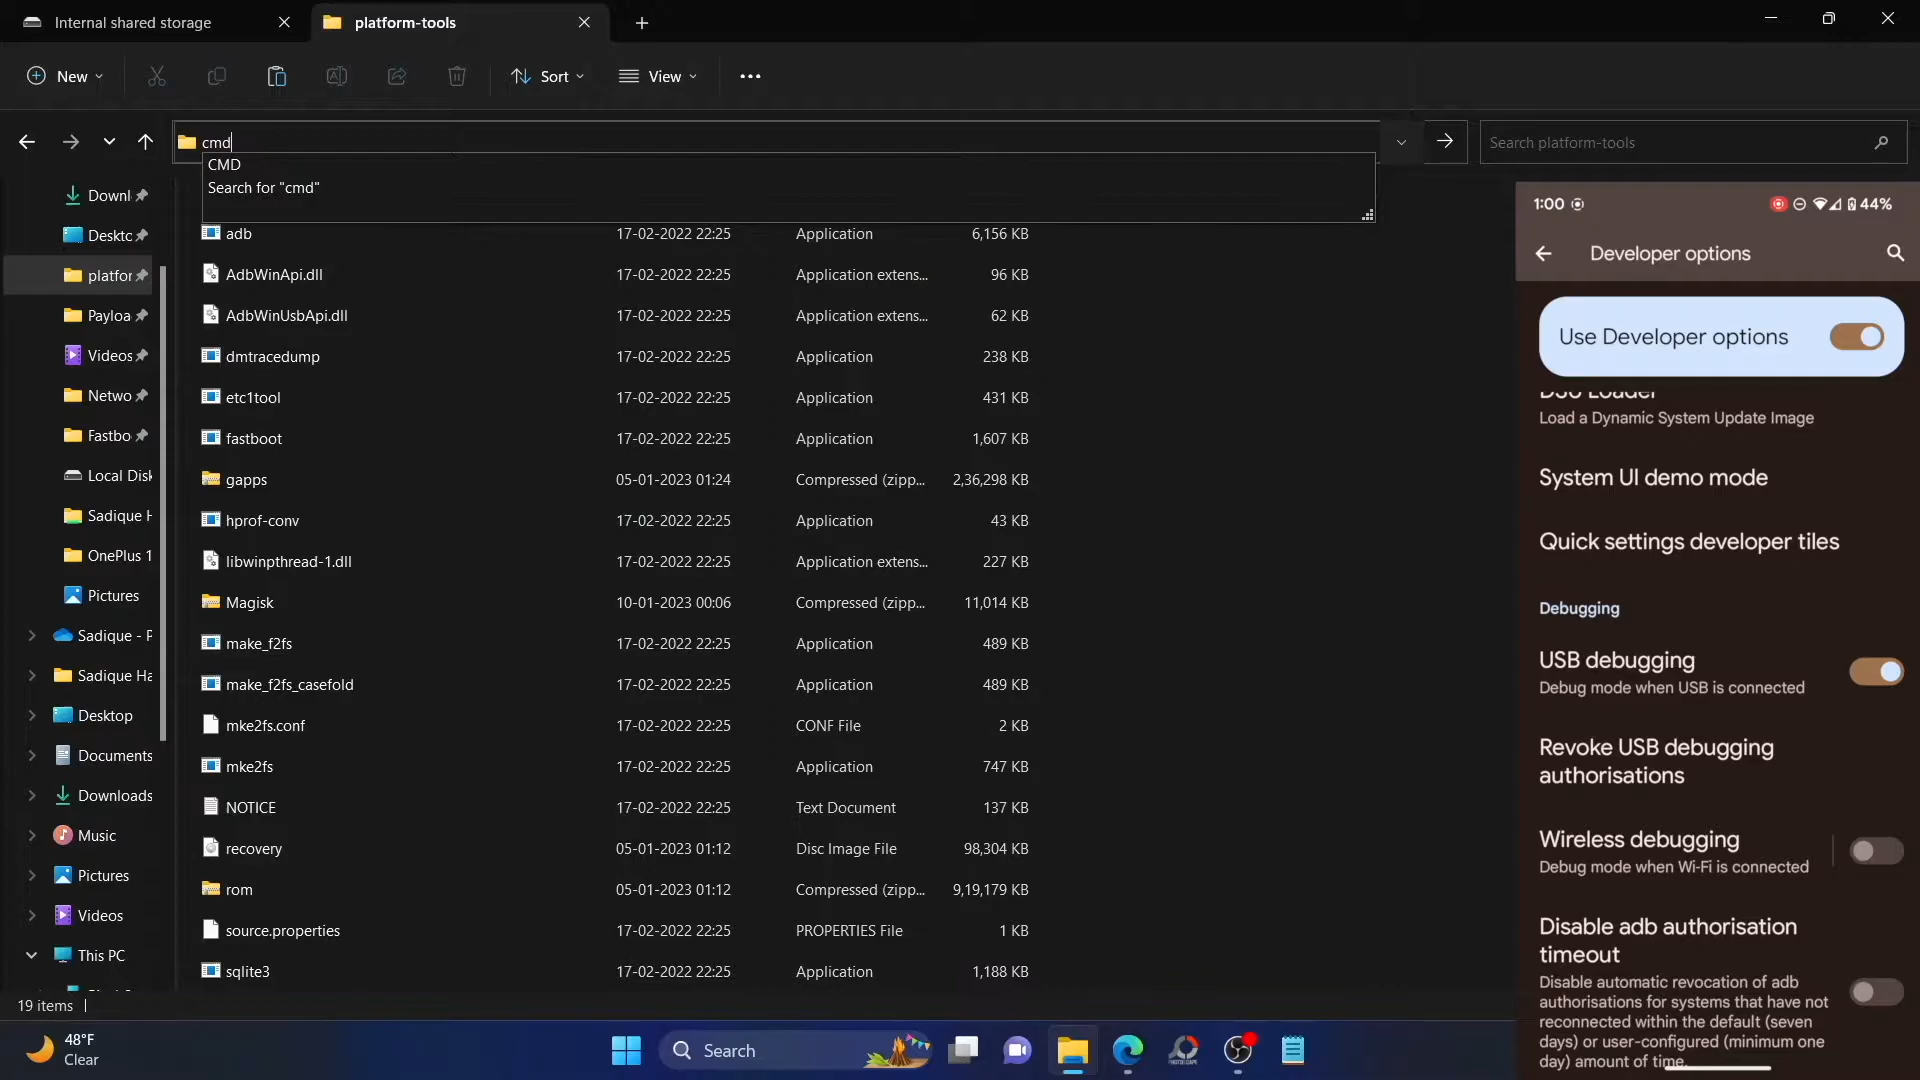 Internal shared storage
platform-tools
New
Sort
View
cmd
Search platform-tools
CMD
Search for "cmd"
Downl
Deskto
platfor
Payloa
Videos
Netwo
Fastbo
Local Disk
Sadique H
OnePlus 1
Pictures
Sadique - P
Sadique Ha
Desktop
Documents
Downloads
Music
Pictures
Videos
This PC
adb 17-02-2022 22:25 Application 6,156 KB
AdbWinApi.dll 17-02-2022 22:25 Application extens... 96 KB
AdbWinUsbApi.dll 17-02-2022 22:25 Application extens... 62 KB
dmtracedump 17-02-2022 22:25 Application 238 KB
etc1tool 17-02-2022 22:25 Application 431 KB
fastboot 17-02-2022 22:25 Application 1,607 KB
gapps 05-01-2023 01:24 Compressed (zipp... 2,36,298 KB
hprof-conv 17-02-2022 22:25 Application 43 KB
libwinpthread-1.dll 17-02-2022 22:25 Application extens... 227 KB
Magisk 10-01-2023 00:06 Compressed (zipp... 11,014 KB
make_f2fs 17-02-2022 22:25 Application 489 KB
make_f2fs_casefold 17-02-2022 22:25 Application 489 KB
mke2fs.conf 17-02-2022 22:25 CONF File 2 KB
mke2fs 17-02-2022 22:25 Application 747 KB
NOTICE 17-02-2022 22:25 Text Document 137 KB
recovery 05-01-2023 01:12 Disc Image File 98,304 KB
rom 05-01-2023 01:12 Compressed (zipp... 9,19,179 KB
source.properties 17-02-2022 22:25 PROPERTIES File 1 KB
sqlite3 17-02-2022 22:25 Application 1,188 KB
19 items
1:00 44%
Developer options
Use Developer options
DSU Loader
Load a Dynamic System Update Image
System UI demo mode
Quick settings developer tiles
Debugging
USB debugging
Debug mode when USB is connected
Revoke USB debugging
authorisations
Wireless debugging
Debug mode when Wi-Fi is connected
Disable adb authorisation
timeout
Disable automatic revocation of adb
authorisations for systems that have not
reconnected within the default (seven
days) or user-configured (minimum one
day) amount of time.
48°F
Clear
Search